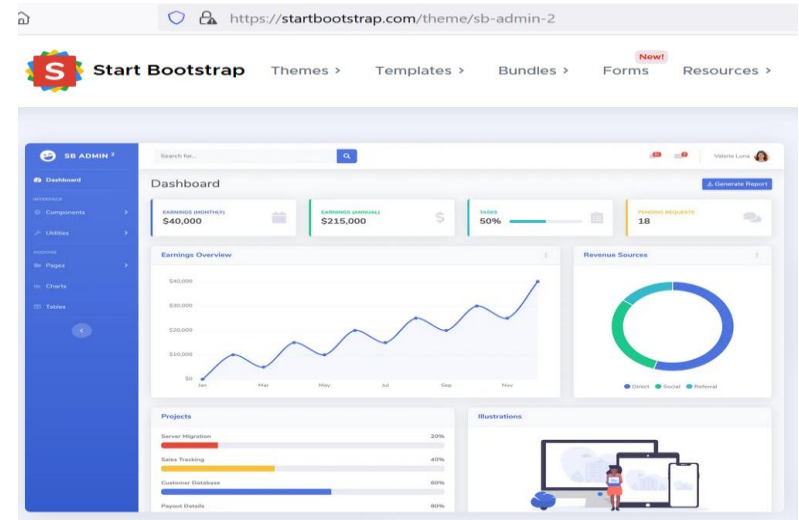 https://startbootstrap.com/theme/sb-admin-2
S Start Bootstrap Themes > Templates > Bundles > New! Forms Resources >
SB ADMIN 2
Search for...
Valerie Luna
Dashboard
INTERFACE
Components
Utilities
ADDONS
Pages
Charts
Tables
Dashboard
Generate Report
EARNINGS (MONTHLY)
$40,000
EARNINGS (ANNUAL)
$215,000
TASKS
50%
PENDING REQUESTS
18
Earnings Overview
$40,000
$30,000
$20,000
$10,000
$0
Jan Mar May Jul Sep Nov
Revenue Sources
Direct Social Referral
Projects
Server Migration 20%
Sales Tracking 40%
Customer Database 60%
Payout Details 80%
Illustrations